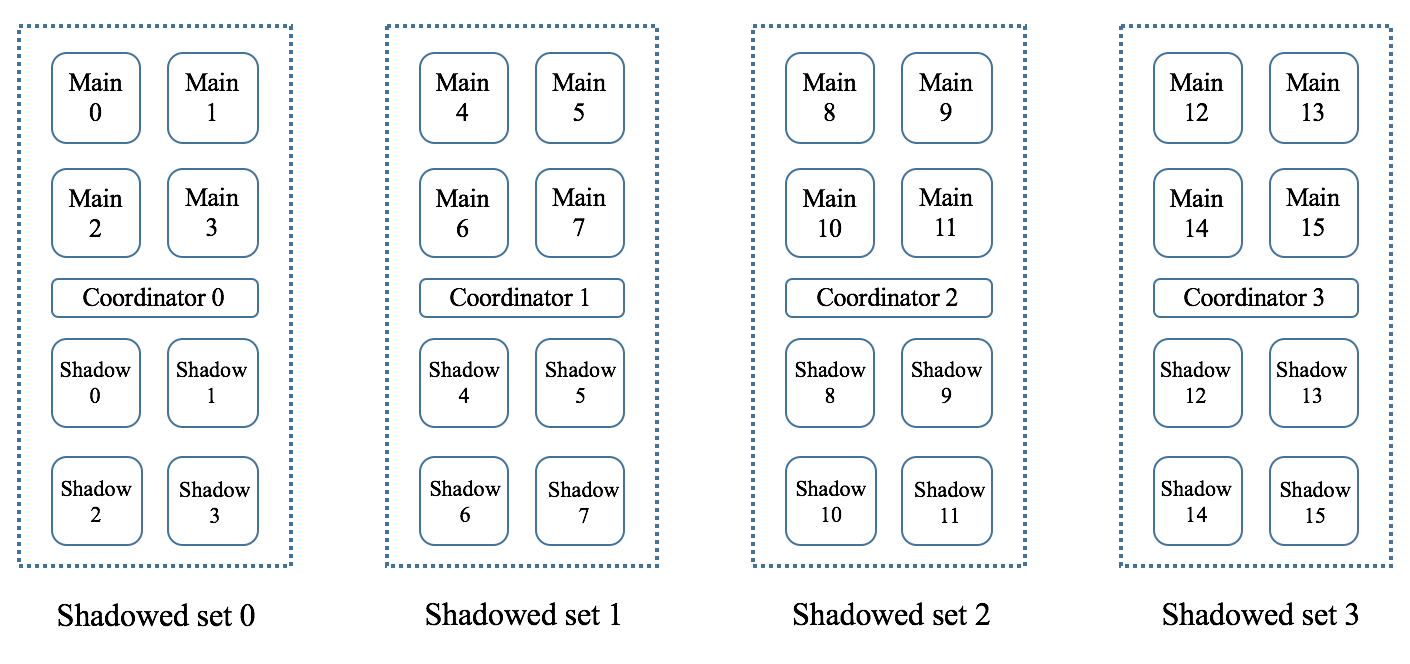 Main
0
Main
1
Main
2
Main
3
Coordinator 0
Shadow
0
Shadow
1
Shadow
2
Shadow
3
Shadowed set 0
Main
4
Main
5
Main
6
Main
7
Coordinator 1
Shadow
4
Shadow
5
Shadow
6
Shadow
7
Shadowed set 1
Main
8
Main
9
Main
10
Main
11
Coordinator 2
Shadow
8
Shadow
9
Shadow
10
Shadow
11
Shadowed set 2
Main
12
Main
13
Main
14
Main
15
Coordinator 3
Shadow
12
Shadow
13
Shadow
14
Shadow
15
Shadowed set 3